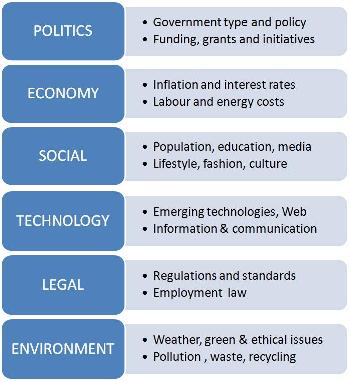 POLITICS
• Government type and policy
• Funding, grants and initiatives
ECONOMY
• Inflation and interest rates
• Labour and energy costs
SOCIAL
• Population, education, media
• Lifestyle, fashion, culture
TECHNOLOGY
• Emerging technologies, Web
• Information & communication
LEGAL
• Regulations and standards
• Employment law
ENVIRONMENT
• Weather, green & ethical issues
• Pollution , waste, recycling